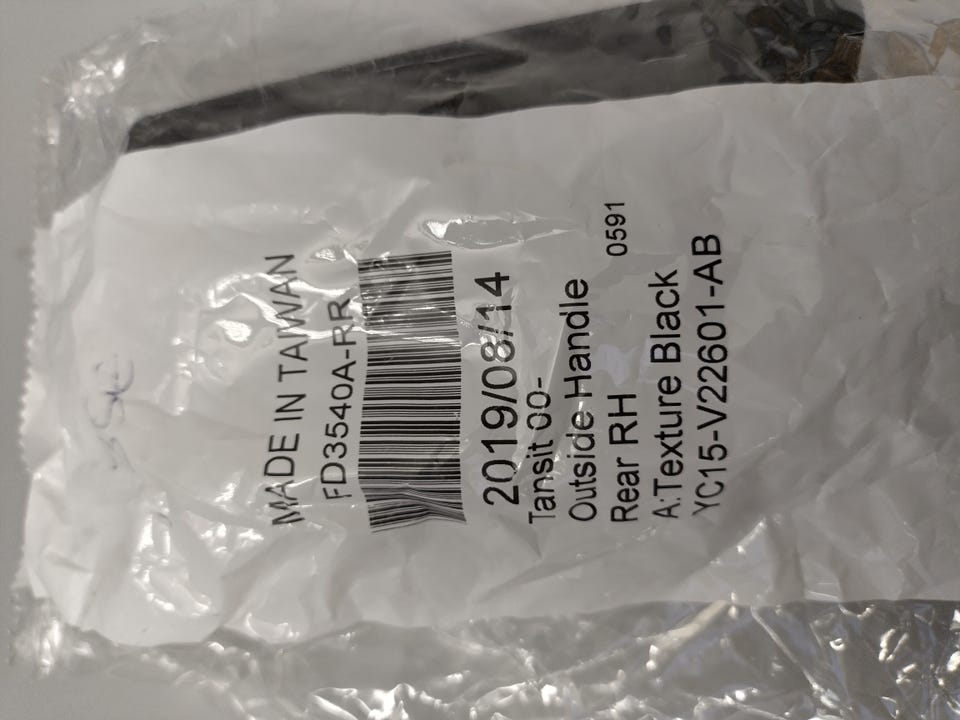 MADE IN TAIWAN
FD3540A-RR
2019/08/14
Tansit 00-
Outside Handle
Rear RH 0591
A:Texture Black
YC15-V22601-AB